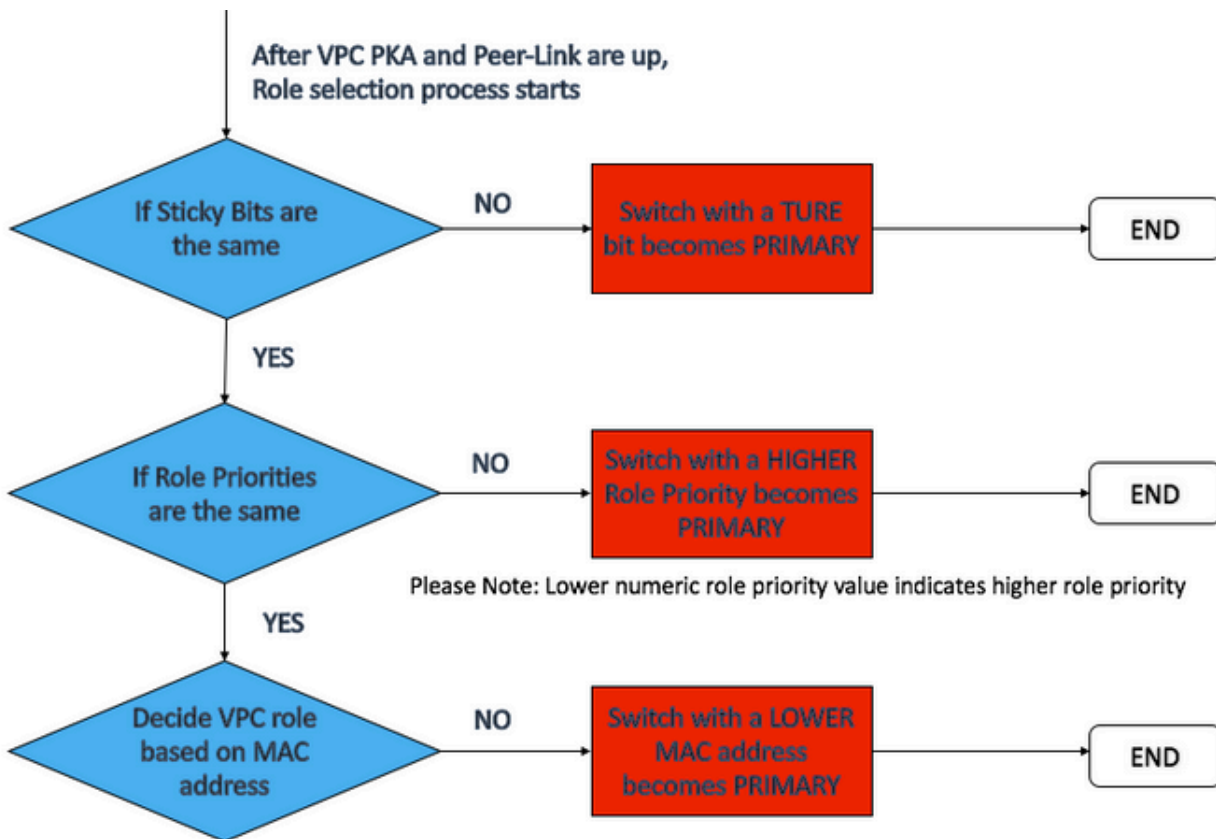 After VPC PKA and Peer-Link are up,
Role selection process starts
If Sticky Bits are
the same
NO
Switch with a TURE
bit becomes PRIMARY
END
YES
If Role Priorities
are the same
NO
Switch with a HIGHER
Role Priority becomes
PRIMARY
END
Please Note: Lower numeric role priority value indicates higher role priority
YES
Decide VPC role
based on MAC
address
NO
Switch with a LOWER
MAC address
becomes PRIMARY
END